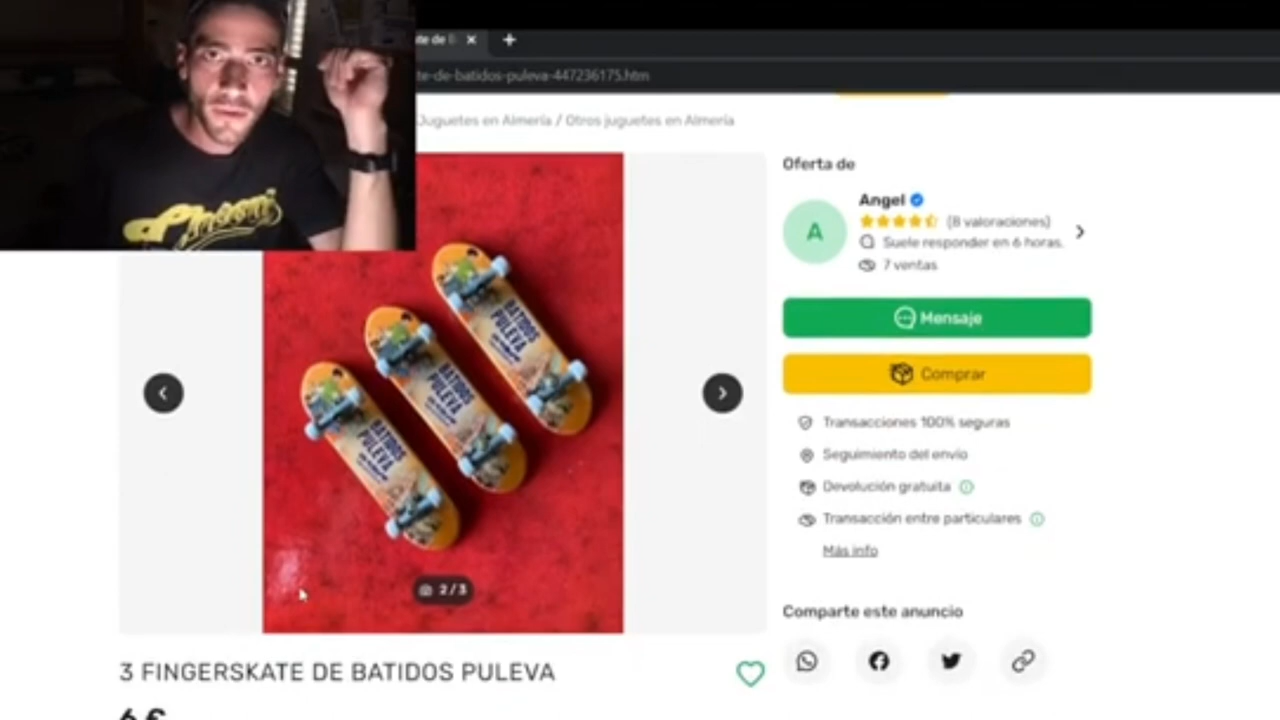 te de B
te-de-batidos-puleva-447236175.htm
Juguetes en Almería / Otros juguetes en Almería
Oferta de
Angel
A
(8 valoraciones)
Suele responder en 6 horas.
7 ventas
Mensaje
Comprar
Transacciones 100% seguras
Seguimiento del envío
Devolución gratuita
Transacción entre particulares
Más info
Comparte este anuncio
BATIDOS
PULEVA
BATIDOS
PULEVA
BATIDOS
PULEVA
2/3
3 FINGERSKATE DE BATIDOS PULEVA
6 €